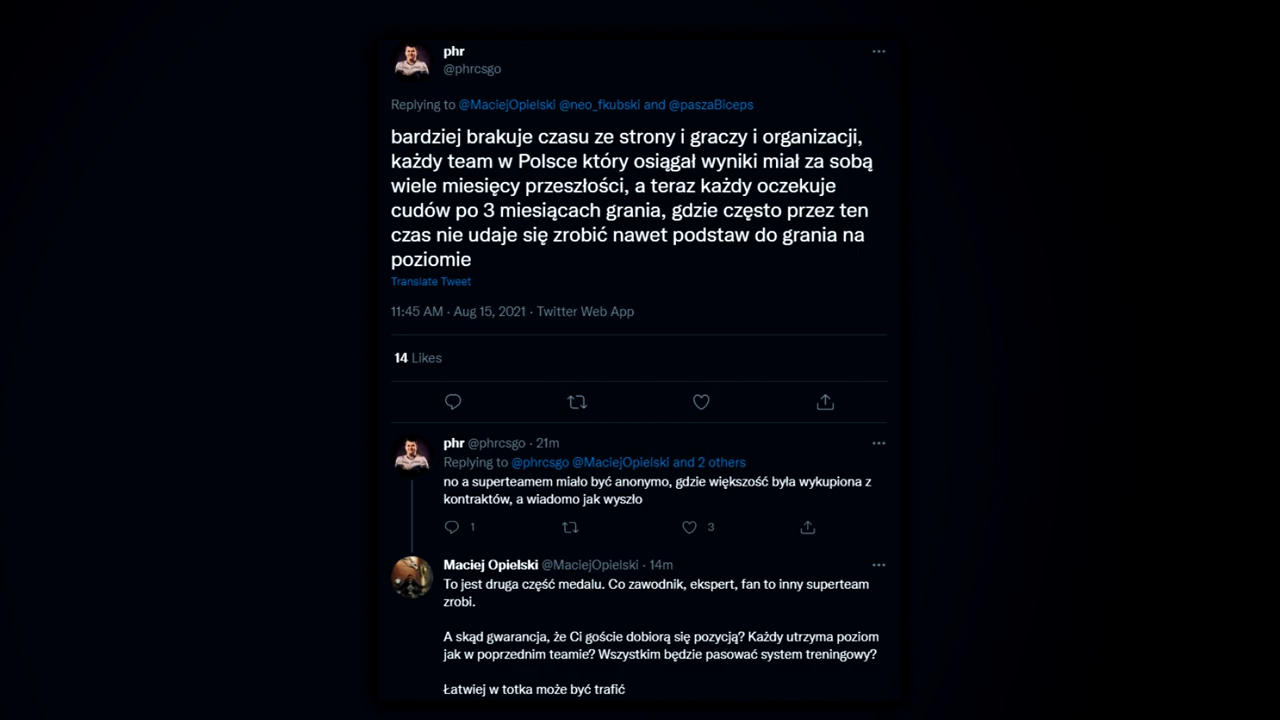 phr
@phrcsgo
Replying to @MaciejOpielski @neo_fkubski and @paszaBiceps
bardziej brakuje czasu ze strony i graczy i organizacji,
każdy team w Polsce który osiągał wyniki miał za sobą
wiele miesięcy przeszłości, a teraz każdy oczekuje
cudów po 3 miesiącach grania, gdzie często przez ten
czas nie udaje się zrobić nawet podstaw do grania na
poziomie
Translate Tweet
11:45 AM · Aug 15, 2021 · Twitter Web App
14 Likes
phr @phrcsgo · 21m
Replying to @phrcsgo @MaciejOpielski and 2 others
no a superteamem miało być anonymo, gdzie większość była wykupiona z
kontraktów, a wiadomo jak wyszło
1 3
Maciej Opielski @MaciejOpielski · 14m
To jest druga część medalu. Co zawodnik, ekspert, fan to inny superteam
zrobi.
A skąd gwarancja, że Ci goście dobiorą się pozycją? Każdy utrzyma poziom
jak w poprzednim teamie? Wszystkim będzie pasować system treningowy?
Łatwiej w totka może być trafić